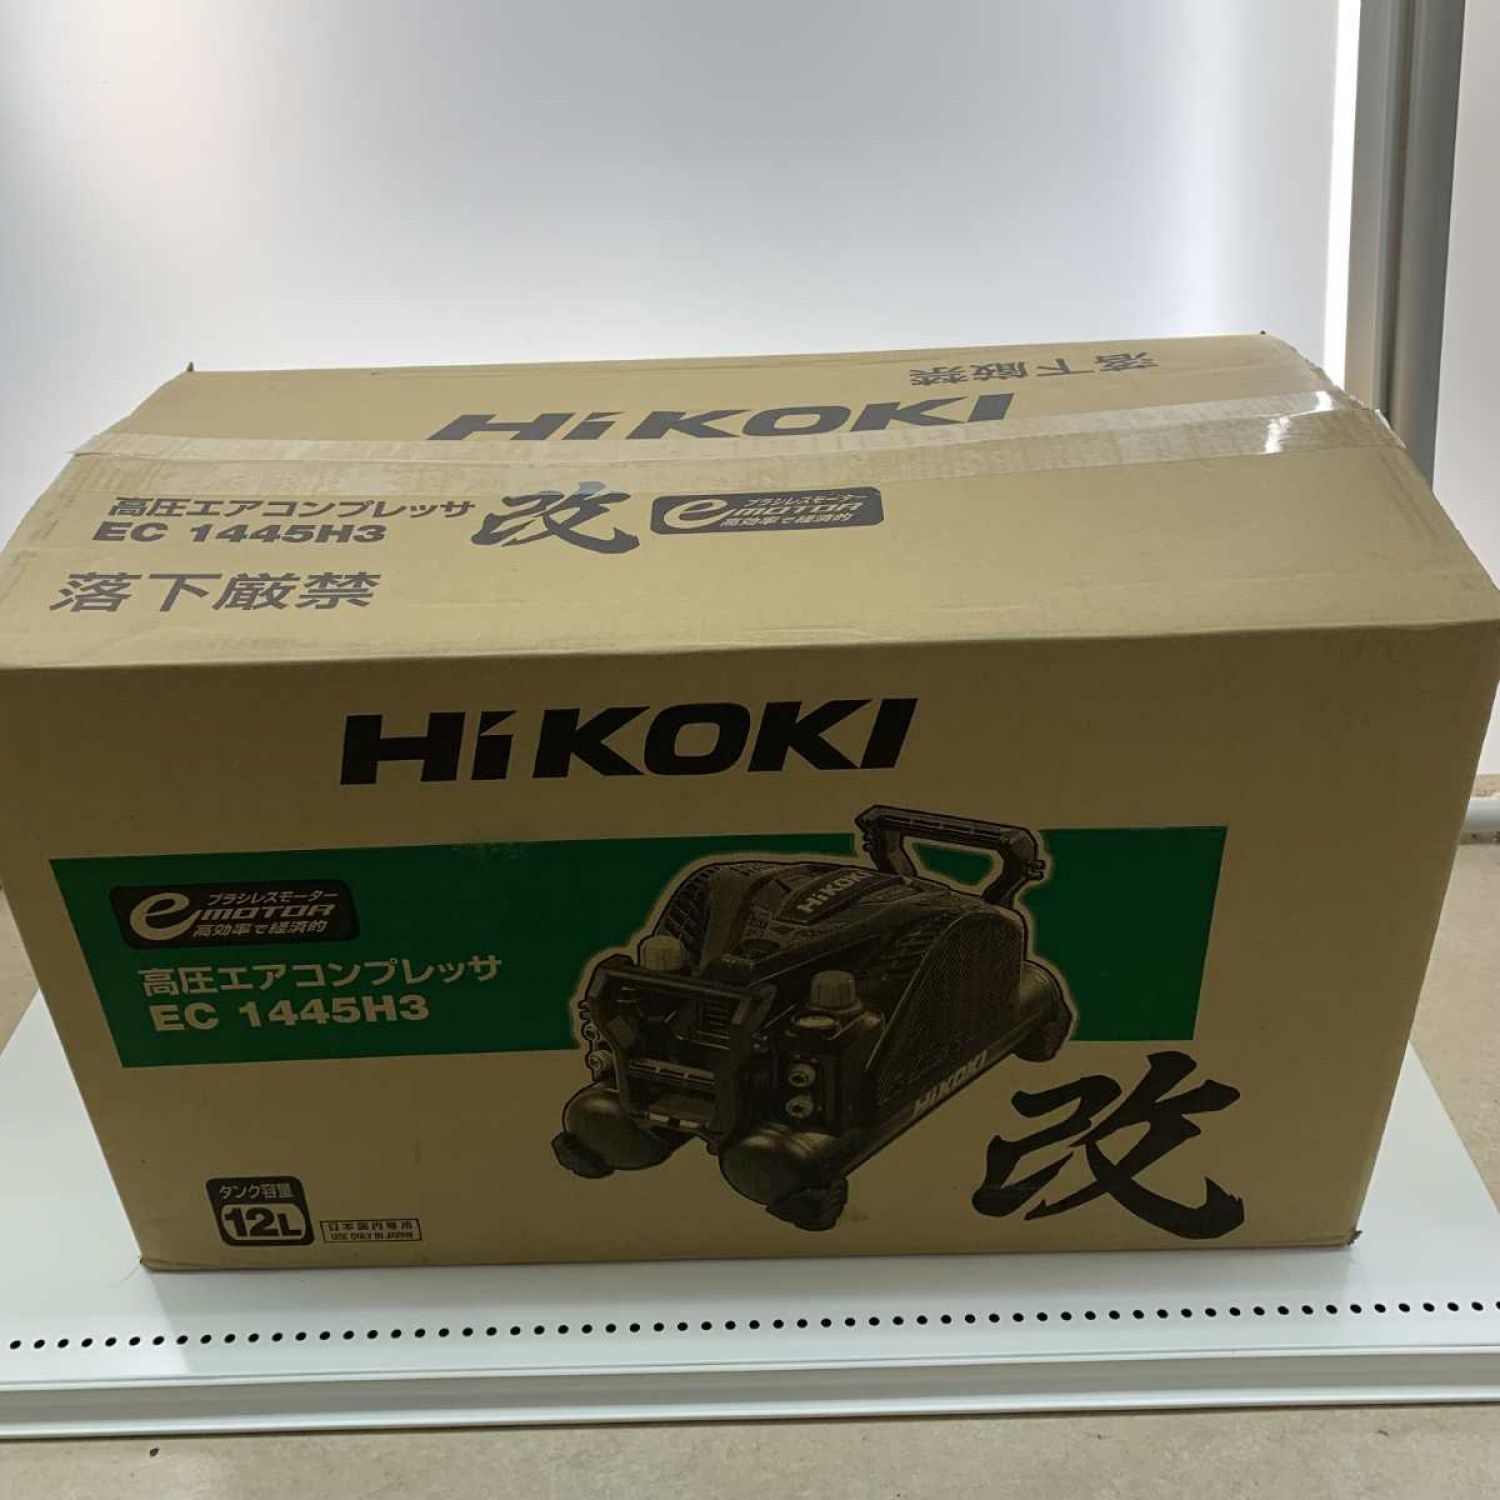 落下厳禁
HiKOKI
高圧エアコンプレッサ 改
EC 1445H3
ブラシレスモーター
eMOTOR
高効率で経済的
落下厳禁
HiKOKI
ブラシレスモーター
eMOTOR
高効率で経済的
高圧エアコンプレッサ
EC 1445H3
HiKOKI
HiKOKI
改
タンク容量
12L
日本国内専用
USE ONLY IN JAPAN